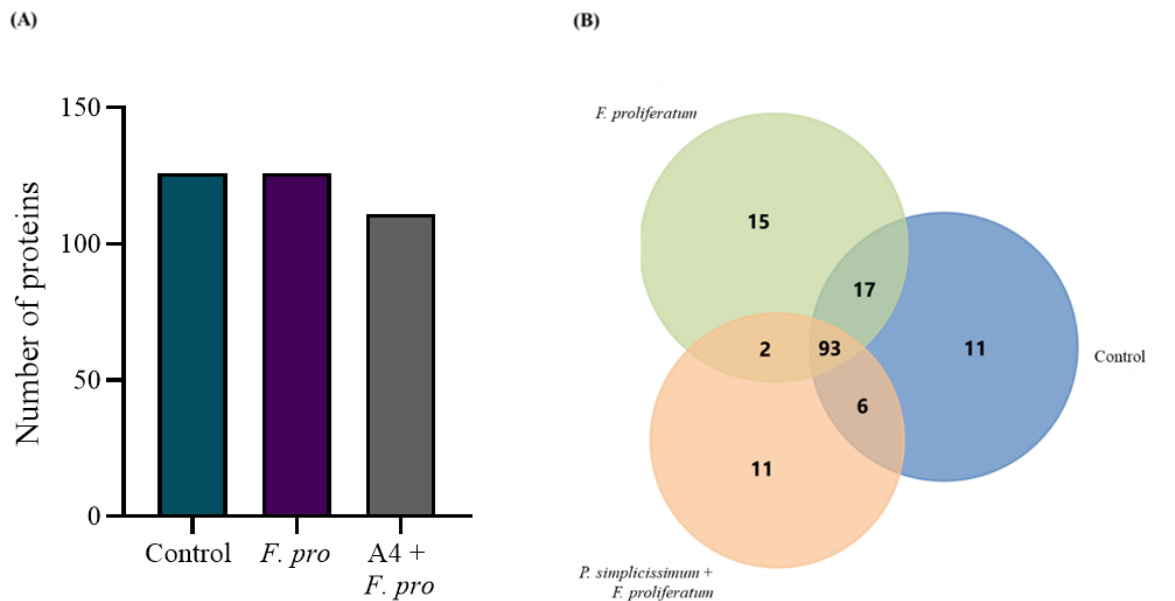 (A)
Number of proteins
150
100
50
0
Control
F. pro
A4 +
F. pro
(B)
F. proliferatum
15
17
2
93
11
Control
6
11
P. simplicissimum +
F. proliferatum